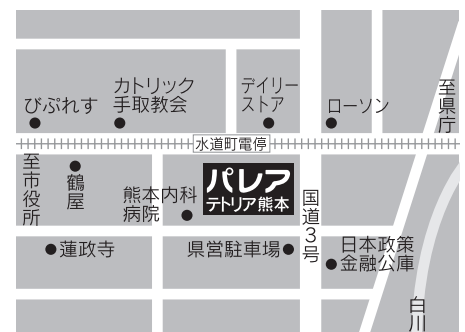 びぷれす
カトリック
手取教会
デイリー
ストア
ローソン
至県庁
水道町電停
至市役所
鶴屋
熊本内科
病院
パレア
テトリア熊本
国道3号
蓮政寺
県営駐車場
日本政策
金融公庫
白川